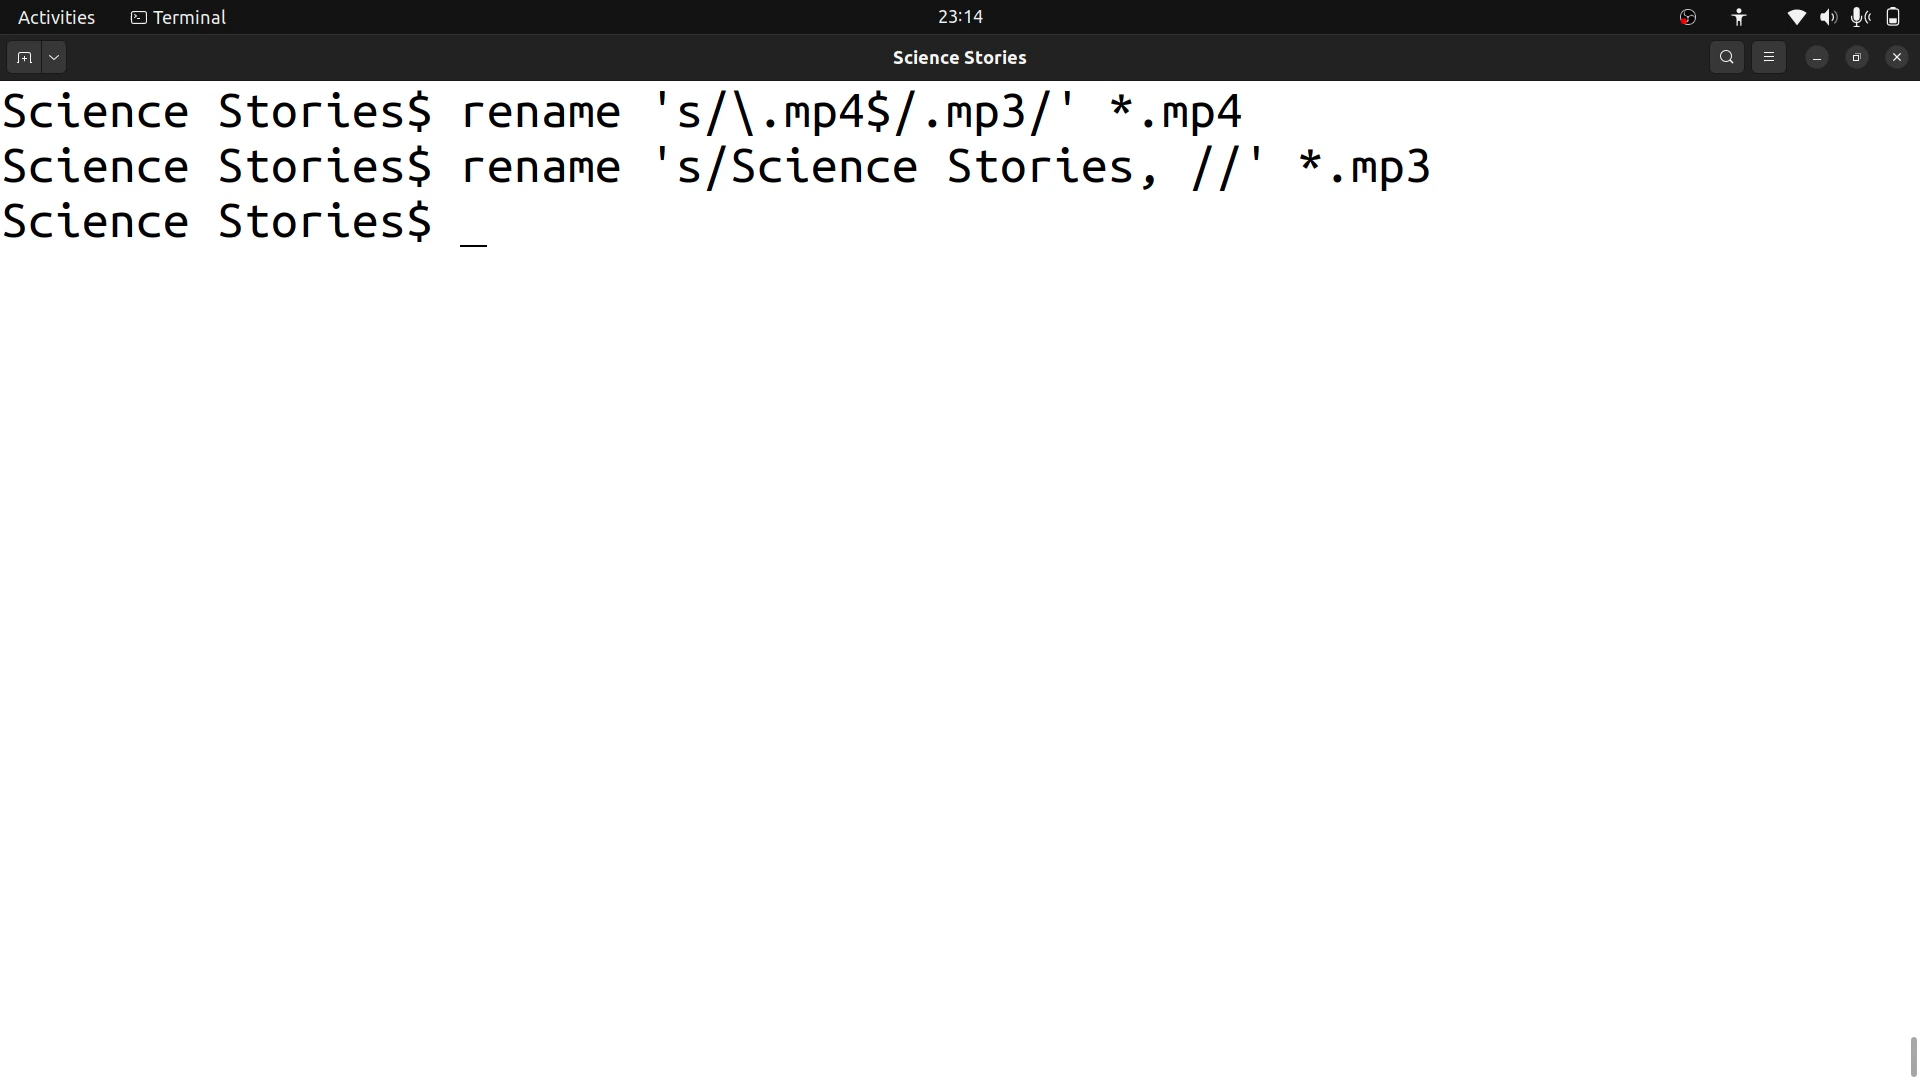 Activities Terminal 23:14
Science Stories
Science Stories$ rename 's/\.mp4$/.mp3/' *.mp4
Science Stories$ rename 's/Science Stories, //' *.mp3
Science Stories$ _